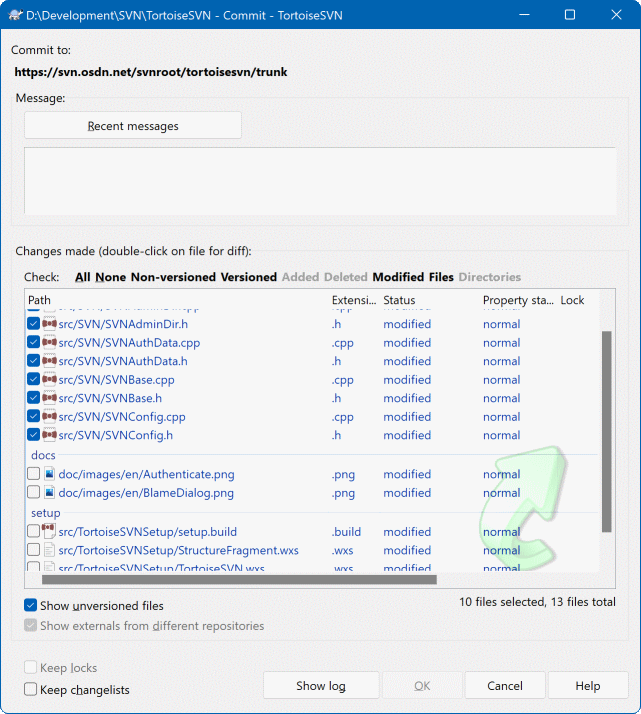 D:\Development\SVN\TortoiseSVN - Commit - TortoiseSVN
Commit to:
https://svn.osdn.net/svnroot/tortoisesvn/trunk
Message:
Recent messages
Changes made (double-click on file for diff):
Check: All None Non-versioned Versioned Added Deleted Modified Files Directories
Path Extensi... Status Property sta... Lock
src/SVN/SVNAdminDir.h .h modified normal
src/SVN/SVNAuthData.cpp .cpp modified normal
src/SVN/SVNAuthData.h .h modified normal
src/SVN/SVNBase.cpp .cpp modified normal
src/SVN/SVNBase.h .h modified normal
src/SVN/SVNConfig.cpp .cpp modified normal
src/SVN/SVNConfig.h .h modified normal
docs
doc/images/en/Authenticate.png .png modified normal
doc/images/en/BlameDialog.png .png modified normal
setup
src/TortoiseSVNSetup/setup.build .build modified normal
src/TortoiseSVNSetup/StructureFragment.wxs .wxs modified normal
src/TortoiseSVNSetup/TortoiseSVN.wxs .wxs modified normal
Show unversioned files
10 files selected, 13 files total
Show externals from different repositories
Keep locks
Keep changelists
Show log OK Cancel Help